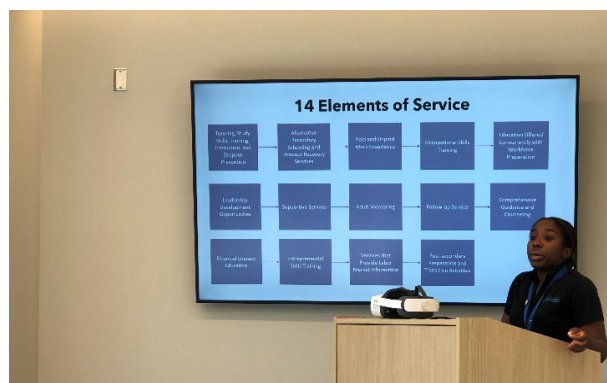 14 Elements of Service
Tutoring, Study
Skills, Training,
Instruction, and
Dropout
Prevention
Alternative
Secondary
Schooling and
Dropout Recovery
Services
Paid and Unpaid
Work Experience
Occupational Skills
Training
Education Offered
Concurrently with
Workforce
Preparation
Leadership
Development
Opportunities
Supportive Services
Adult Mentoring
Follow-up Service
Comprehensive
Guidance and
Counseling
Financial Literacy
Education
Entrepreneurial
Skills Training
Services that
Provide Labor
Market Information
Post-secondary
Preparation and
Transition Activities